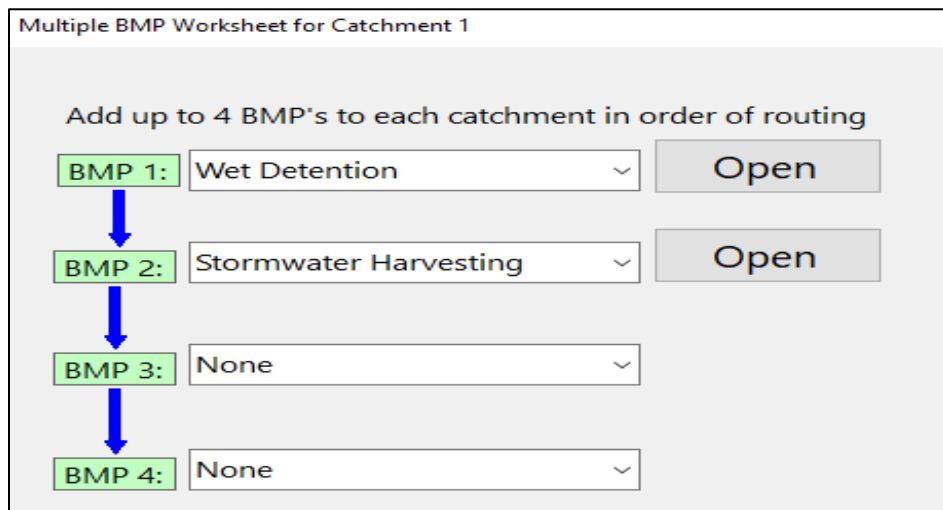 Multiple BMP Worksheet for Catchment 1
Add up to 4 BMP's to each catchment in order of routing
BMP 1: Wet Detention Open
BMP 2: Stormwater Harvesting Open
BMP 3: None
BMP 4: None